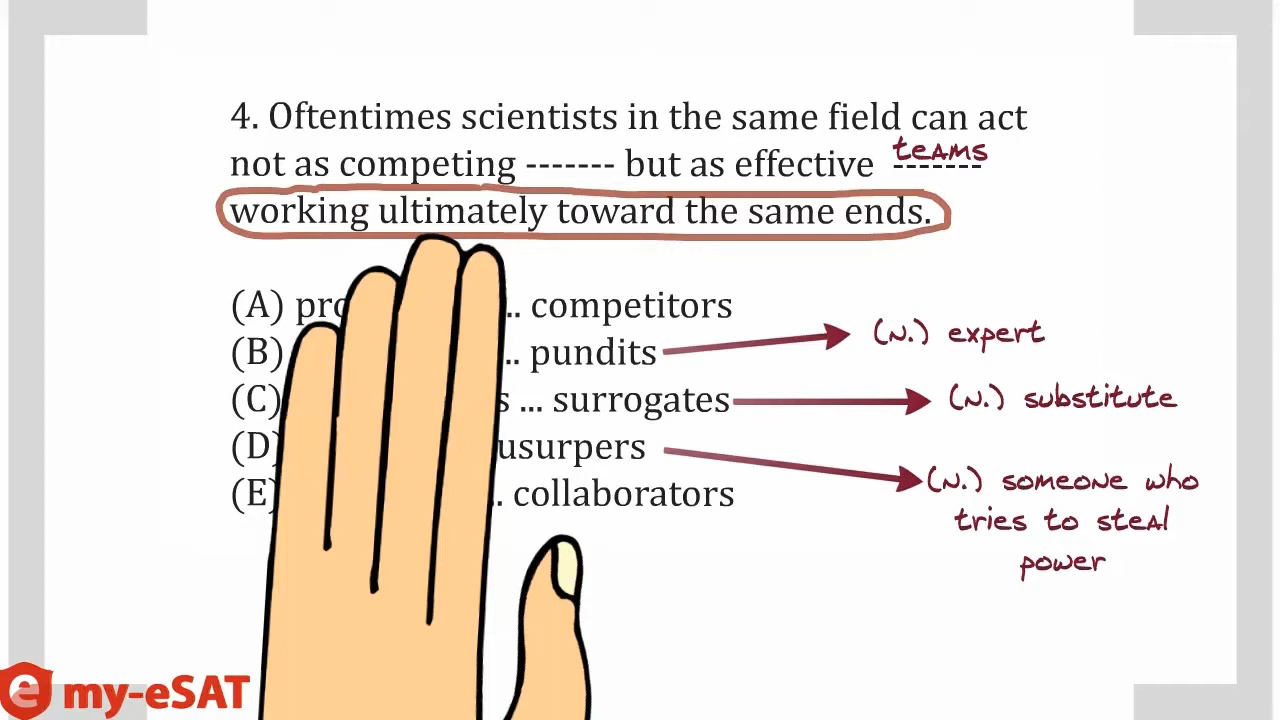 4. Oftentimes scientists in the same field can act
not as competing ------- but as effective -------
teams
working ultimately toward the same ends.
(A) ... competitors
(B) ... pundits
(N.) expert
(C) ... surrogates
(N.) substitute
(D) usurpers
(N.) someone who
tries to steal
power
(E) ... collaborators
e my-eSAT